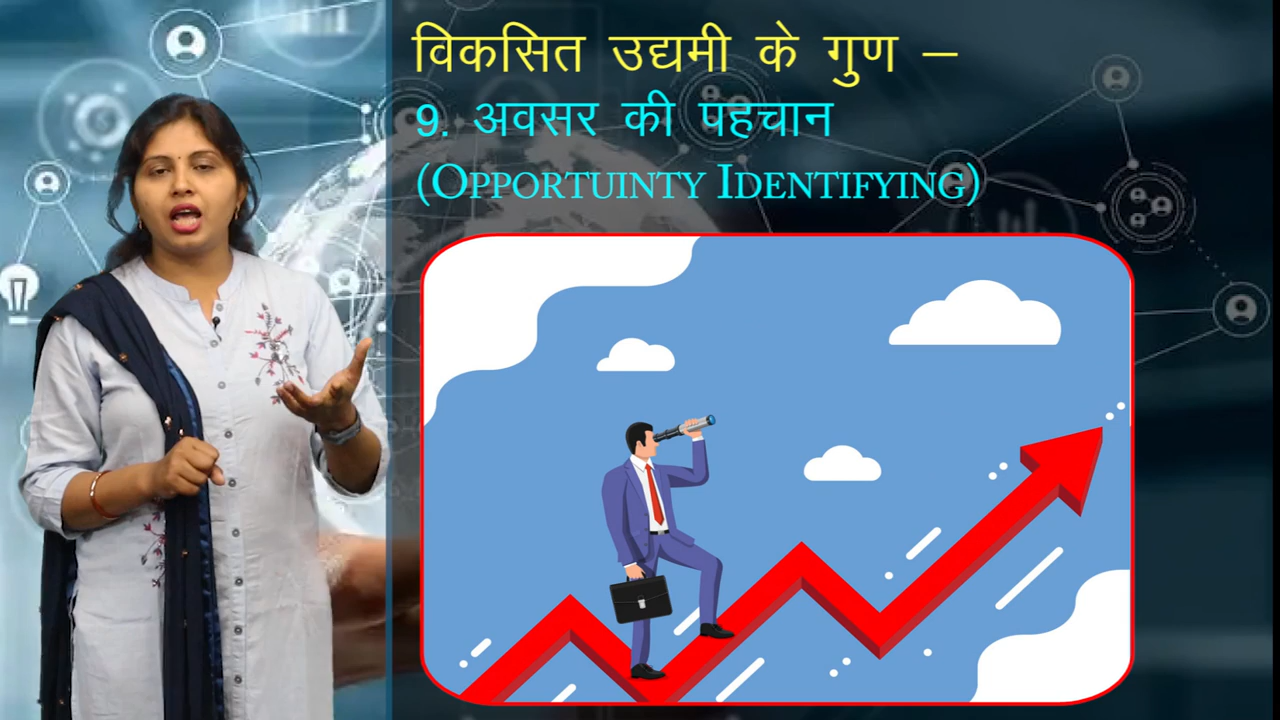 विकसित उद्यमी के गुण –
9. अवसर की पहचान
(OPPORTUINTY IDENTIFYING)